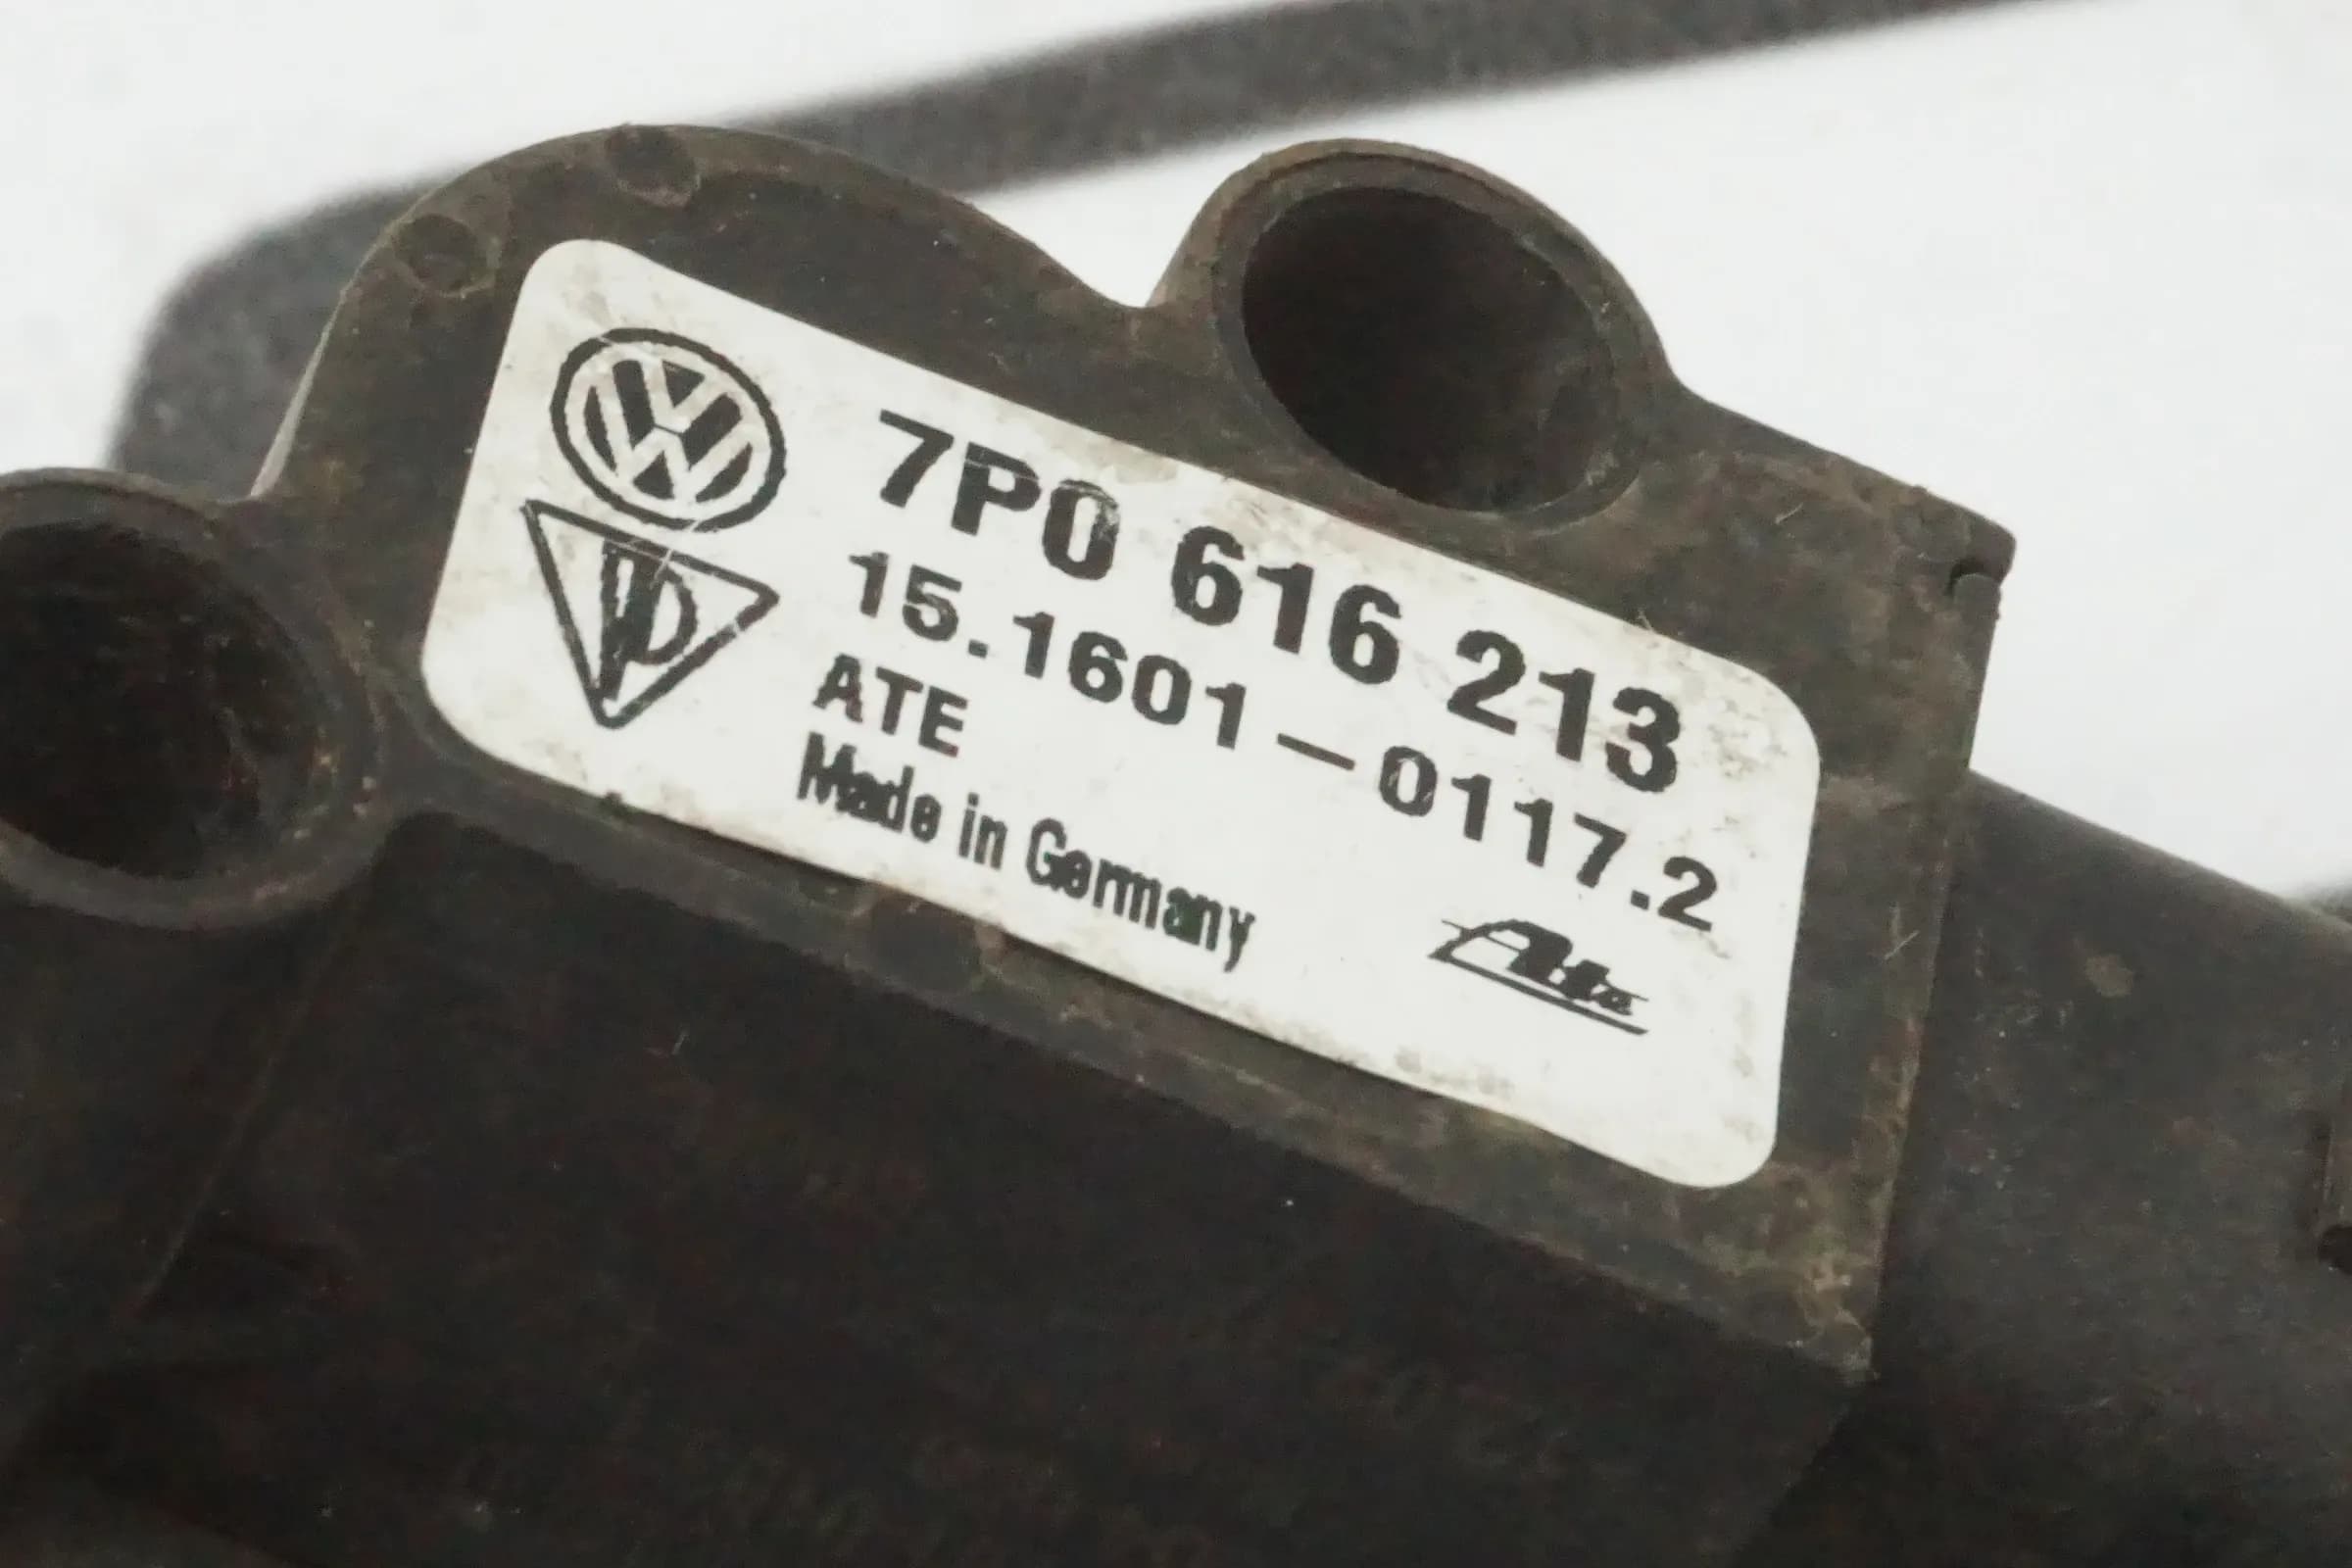 VW
7P0 616 213
15.1601-0117.2
ATE
Made in Germany
Ate